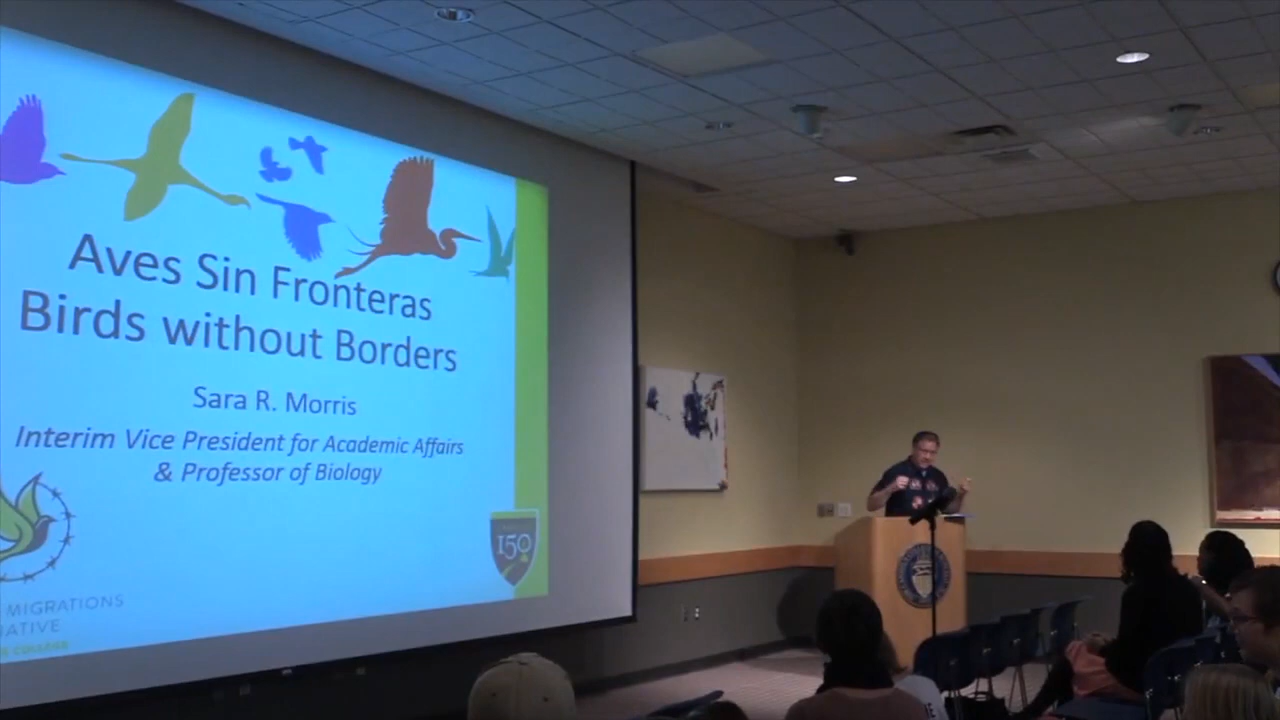 Aves Sin Fronteras
Birds without Borders
Sara R. Morris
Interim Vice President for Academic Affairs
& Professor of Biology
150
MIGRATIONS
COLLEGE